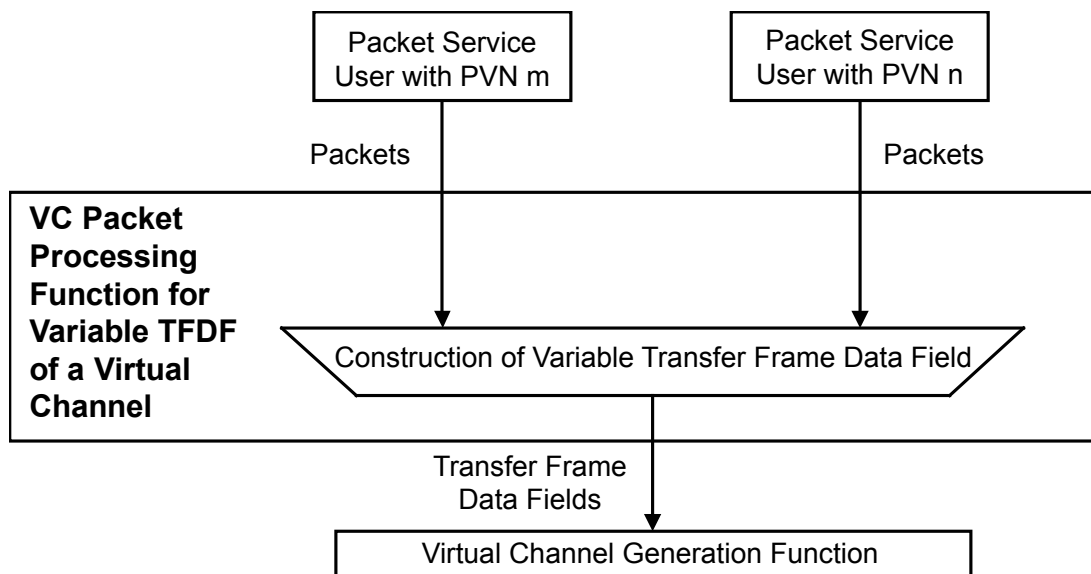 Packet Service
User with PVN m
Packet Service
User with PVN n
Packets
Packets
VC Packet
Processing
Function for
Variable TFDF
of a Virtual
Channel
Construction of Variable Transfer Frame Data Field
Transfer Frame
Data Fields
Virtual Channel Generation Function